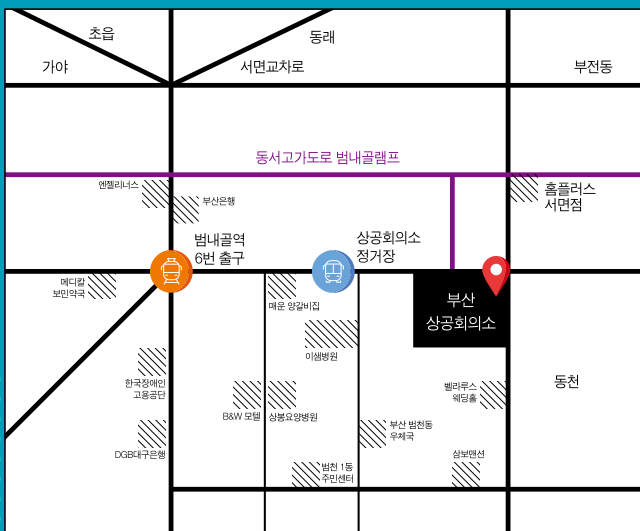 초읍
동래
가야
서면교차로
부전동
동서고가도로 범내골램프
엔젤리너스
부산은행
홈플러스
서면점
범내골역
6번 출구
상공회의소
정거장
메디칼
보민약국
매운 양갈비집
부산
상공회의소
이샘병원
한국장애인
고용공단
벨라루스
웨딩홀
동천
B&W 모텔
상봉요양병원
부산 범천동
우체국
DGB대구은행
범천 1동
주민센터
삼보맨션